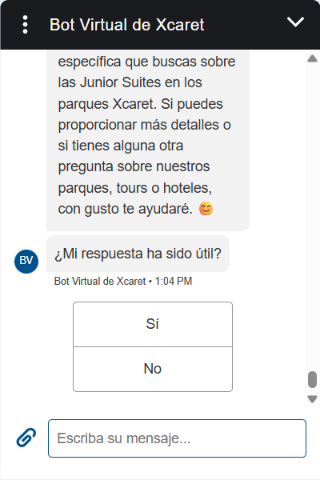 Bot Virtual de Xcaret
específica que buscas sobre
las Junior Suites en los
parques Xcaret. Si puedes
proporcionar más detalles o
si tienes alguna otra
pregunta sobre nuestros
parques, tours o hoteles,
con gusto te ayudaré. 😊
BV
¿Mi respuesta ha sido útil?
Bot Virtual de Xcaret • 1:04 PM
Sí
No
Escriba su mensaje...